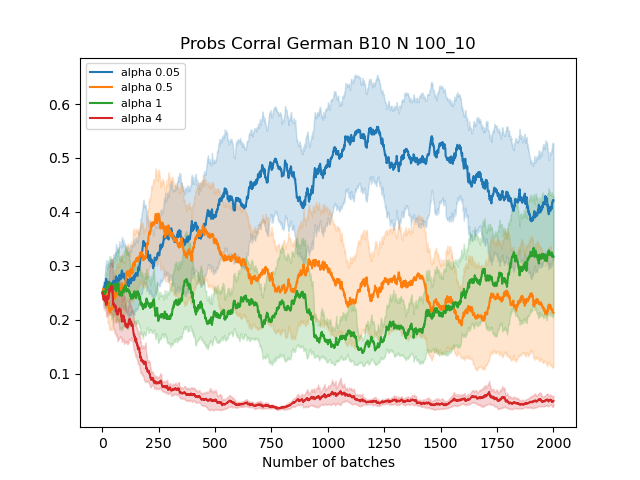 Probs Corral German B10 N 100_10
alpha 0.05
alpha 0.5
alpha 1
alpha 4
0.6
0.5
0.4
0.3
0.2
0.1
0 250 500 750 1000 1250 1500 1750 2000
Number of batches